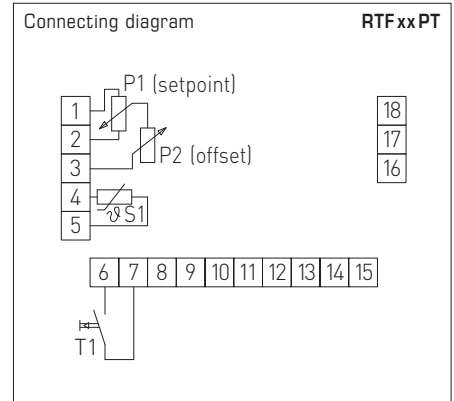 Connecting diagram RTF xx PT
P1 (setpoint)
1 18
2 17
P2 (offset)
3 16
4
ϑ S1
5
6 7 8 9 10 11 12 13 14 15
T1